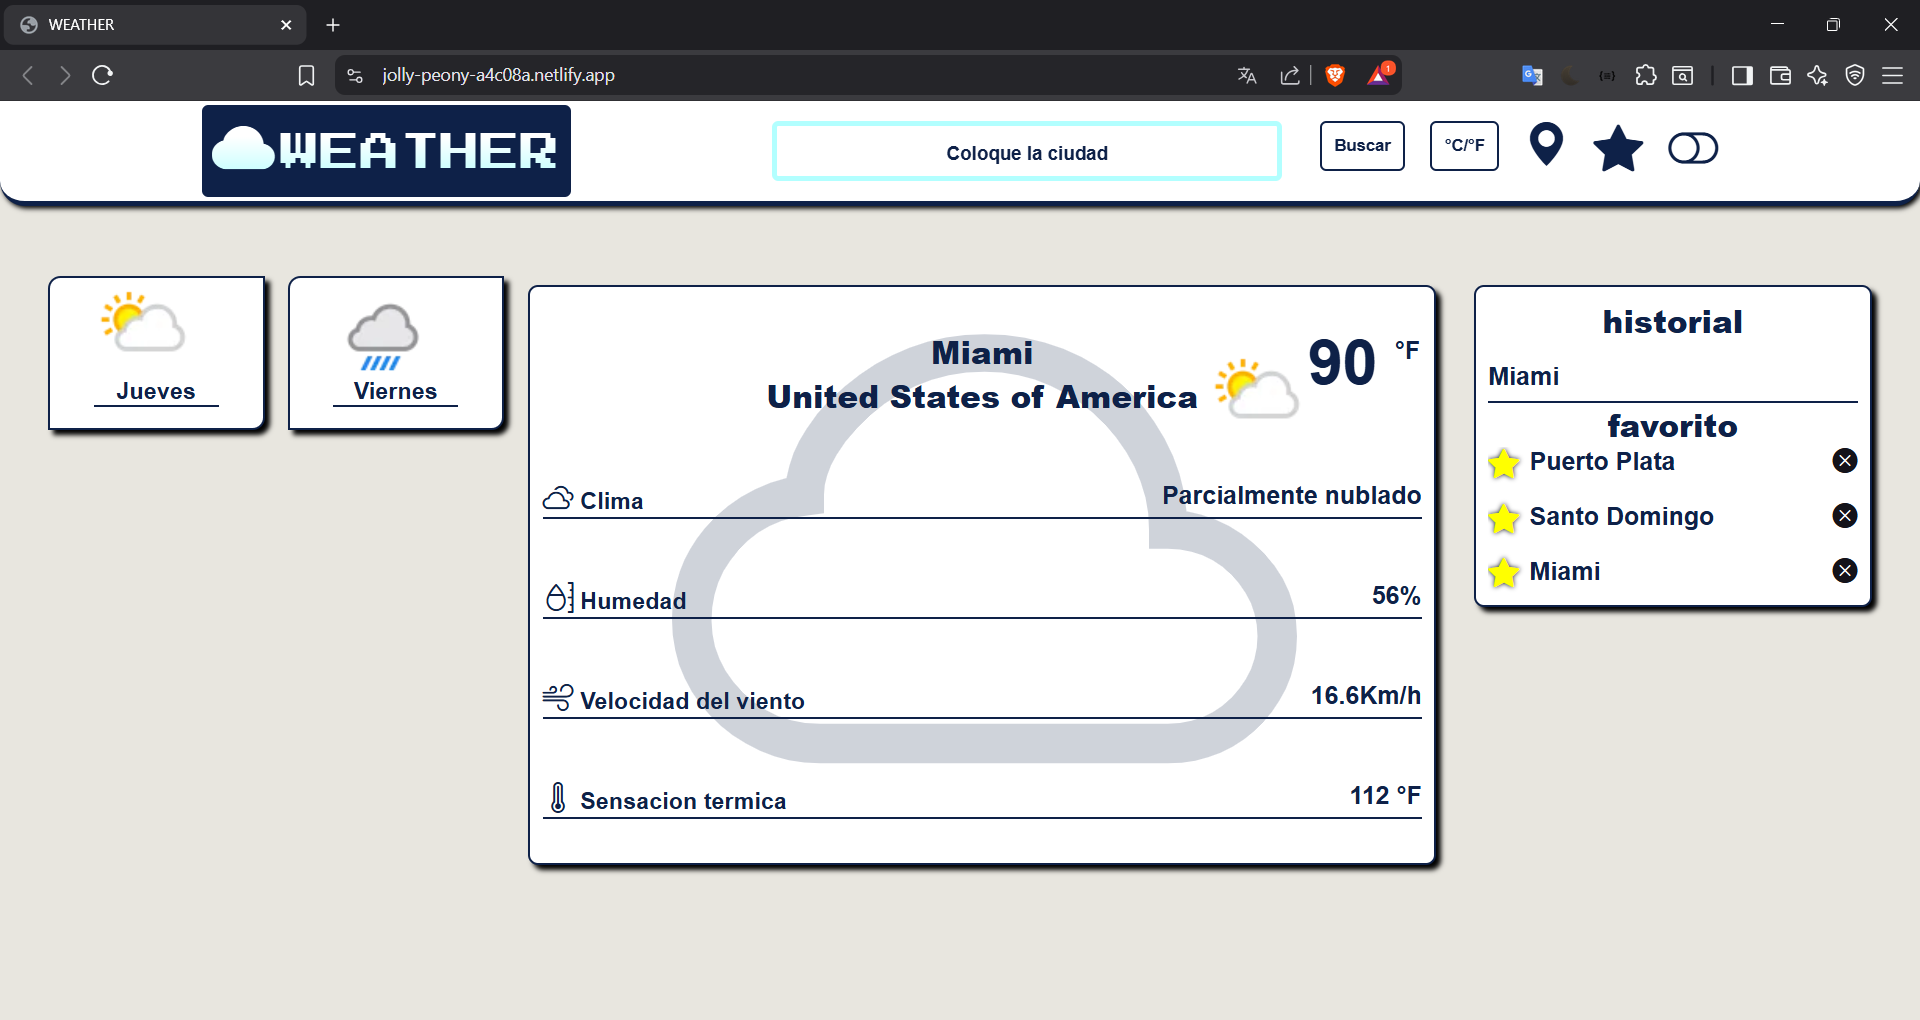 WEATHER
jolly-peony-a4c08a.netlify.app
1
WEATHER
Coloque la ciudad
Buscar
°C/°F
Jueves
Viernes
Miami
United States of America
90 °F
Clima
Parcialmente nublado
Humedad
56%
Velocidad del viento
16.6Km/h
Sensacion termica
112 °F
historial
Miami
favorito
Puerto Plata
Santo Domingo
Miami